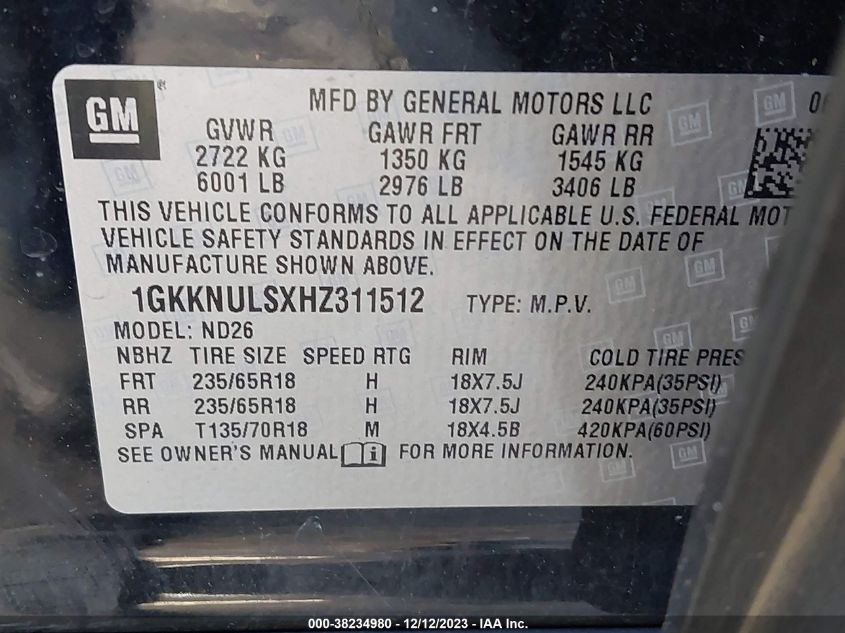 GM
MFD BY GENERAL MOTORS LLC
GVWR GAWR FRT GAWR RR
2722 KG 1350 KG 1545 KG
6001 LB 2976 LB 3406 LB
THIS VEHICLE CONFORMS TO ALL APPLICABLE U.S. FEDERAL MOT
VEHICLE SAFETY STANDARDS IN EFFECT ON THE DATE OF
MANUFACTURE SHOWN ABOVE.
1GKKNULSXHZ311512 TYPE: M.P.V.
MODEL: ND26
NBHZ TIRE SIZE SPEED RTG RIM COLD TIRE PRES
FRT 235/65R18 H 18X7.5J 240KPA(35PSI)
RR 235/65R18 H 18X7.5J 240KPA(35PSI)
SPA T135/70R18 M 18X4.5B 420KPA(60PSI)
SEE OWNER'S MANUAL i FOR MORE INFORMATION.
000-38234980 - 12/12/2023 - IAA Inc.